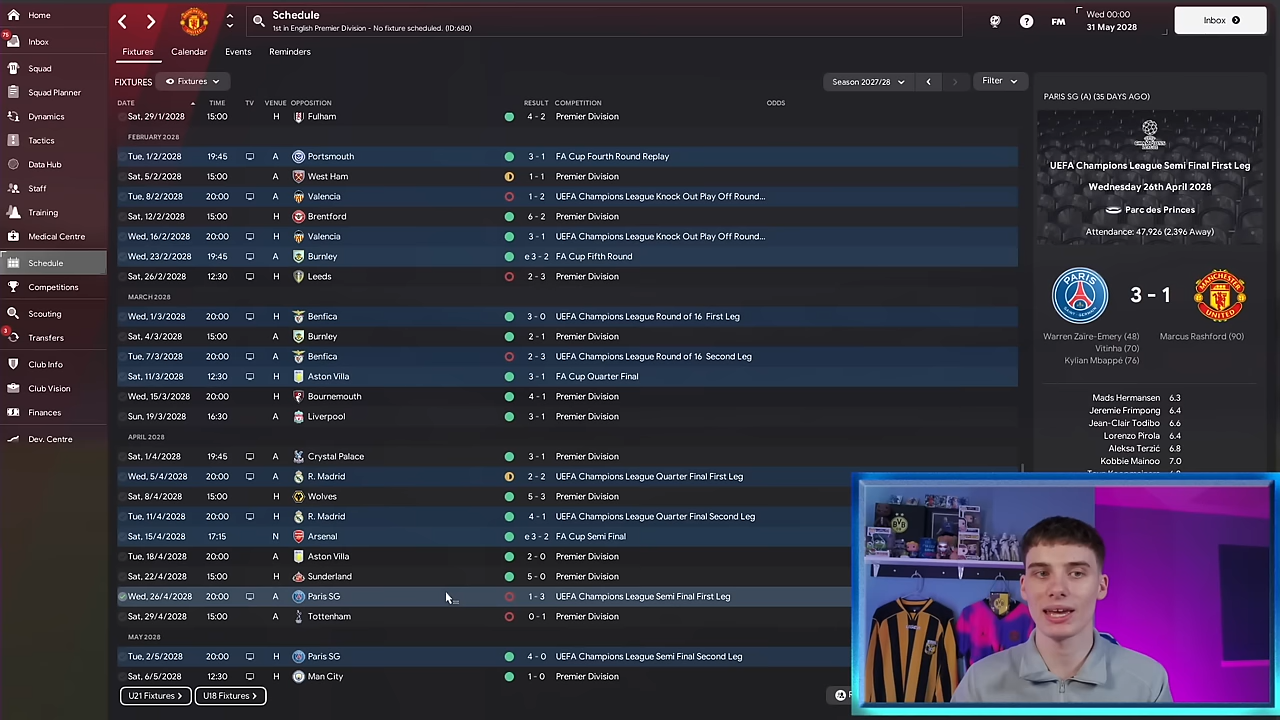 Home
75
Inbox
Squad
Squad Planner
Dynamics
Tactics
Data Hub
Staff
Training
Medical Centre
Schedule
Competitions
Scouting
3
Transfers
Club Info
Club Vision
Finances
Dev. Centre
Schedule
1st in English Premier Division - No fixture scheduled. (ID:680)
FM
Wed 00:00
31 May 2028
Inbox
Fixtures Calendar Events Reminders
FIXTURES Fixtures Season 2027/28 Filter
DATE TIME TV VENUE OPPOSITION RESULT COMPETITION ODDS
Sat, 29/1/2028 15:00 H Fulham 4 - 2 Premier Division
FEBRUARY 2028
Tue, 1/2/2028 19:45 A Portsmouth 3 - 1 FA Cup Fourth Round Replay
Sat, 5/2/2028 15:00 A West Ham 1 - 1 Premier Division
Tue, 8/2/2028 20:00 A Valencia 1 - 2 UEFA Champions League Knock Out Play Off Round...
Sat, 12/2/2028 15:00 H Brentford 6 - 2 Premier Division
Wed, 16/2/2028 20:00 H Valencia 3 - 1 UEFA Champions League Knock Out Play Off Round...
Wed, 23/2/2028 19:45 A Burnley e 3 - 2 FA Cup Fifth Round
Sat, 26/2/2028 12:30 H Leeds 2 - 3 Premier Division
MARCH 2028
Wed, 1/3/2028 20:00 H Benfica 3 - 0 UEFA Champions League Round of 16 First Leg
Sat, 4/3/2028 15:00 A Burnley 2 - 1 Premier Division
Tue, 7/3/2028 20:00 A Benfica 2 - 3 UEFA Champions League Round of 16 Second Leg
Sat, 11/3/2028 12:30 H Aston Villa 3 - 1 FA Cup Quarter Final
Wed, 15/3/2028 20:00 H Bournemouth 4 - 1 Premier Division
Sun, 19/3/2028 16:30 A Liverpool 3 - 1 Premier Division
APRIL 2028
Sat, 1/4/2028 19:45 A Crystal Palace 3 - 1 Premier Division
Wed, 5/4/2028 20:00 A R. Madrid 2 - 2 UEFA Champions League Quarter Final First Leg
Sat, 8/4/2028 15:00 H Wolves 5 - 3 Premier Division
Tue, 11/4/2028 20:00 H R. Madrid 4 - 1 UEFA Champions League Quarter Final Second Leg
Sat, 15/4/2028 17:15 N Arsenal e 3 - 2 FA Cup Semi Final
Tue, 18/4/2028 20:00 A Aston Villa 2 - 0 Premier Division
Sat, 22/4/2028 15:00 H Sunderland 5 - 0 Premier Division
Wed, 26/4/2028 20:00 A Paris SG 1 - 3 UEFA Champions League Semi Final First Leg
Sat, 29/4/2028 15:00 A Tottenham 0 - 1 Premier Division
MAY 2028
Tue, 2/5/2028 20:00 H Paris SG 4 - 0 UEFA Champions League Semi Final Second Leg
Sat, 6/5/2028 12:30 H Man City 1 - 0 Premier Division
U21 Fixtures U18 Fixtures
PARIS SG (A) (35 DAYS AGO)
UEFA Champions League Semi Final First Leg
Wednesday 26th April 2028
Parc des Princes
Attendance: 47,926 (2,396 Away)
3 - 1
Warren Zaïre-Emery (48) Marcus Rashford (90)
Vitinha (70)
Kylian Mbappé (76)
Mads Hermansen 6.3
Jeremie Frimpong 6.4
Jean-Clair Todibo 6.6
Lorenzo Pirola 6.4
Aleksa Terzić 6.8
Kobbie Mainoo 7.0